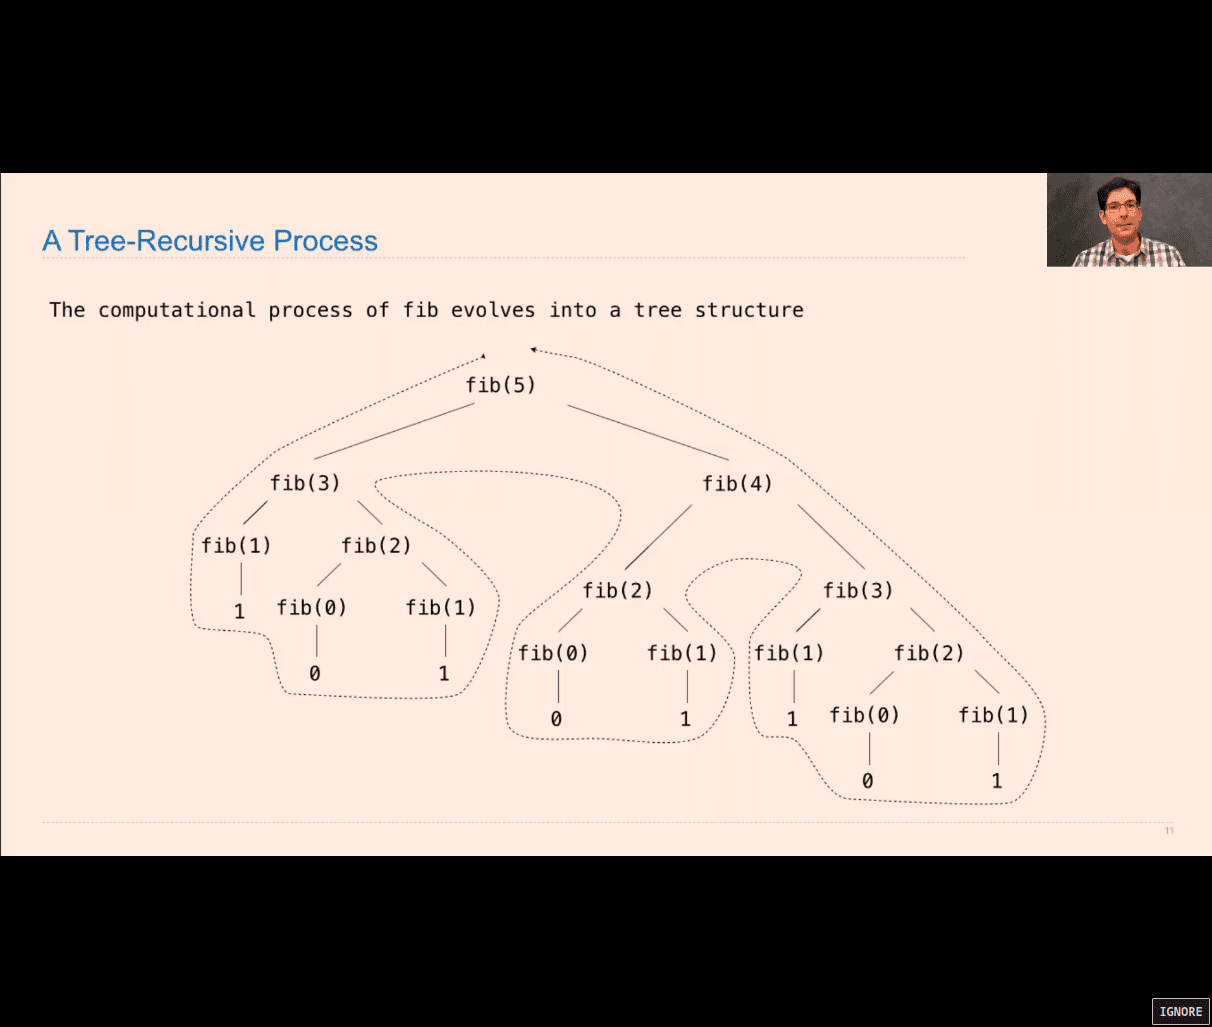 A Tree-Recursive Process
The computational process of fib evolves into a tree structure
fib(5)
fib(3) fib(4)
fib(1) fib(2)
fib(2) fib(3)
1 fib(0) fib(1)
fib(0) fib(1) fib(1) fib(2)
0 1
1 fib(0) fib(1)
0 1
0 1
11
IGNORE